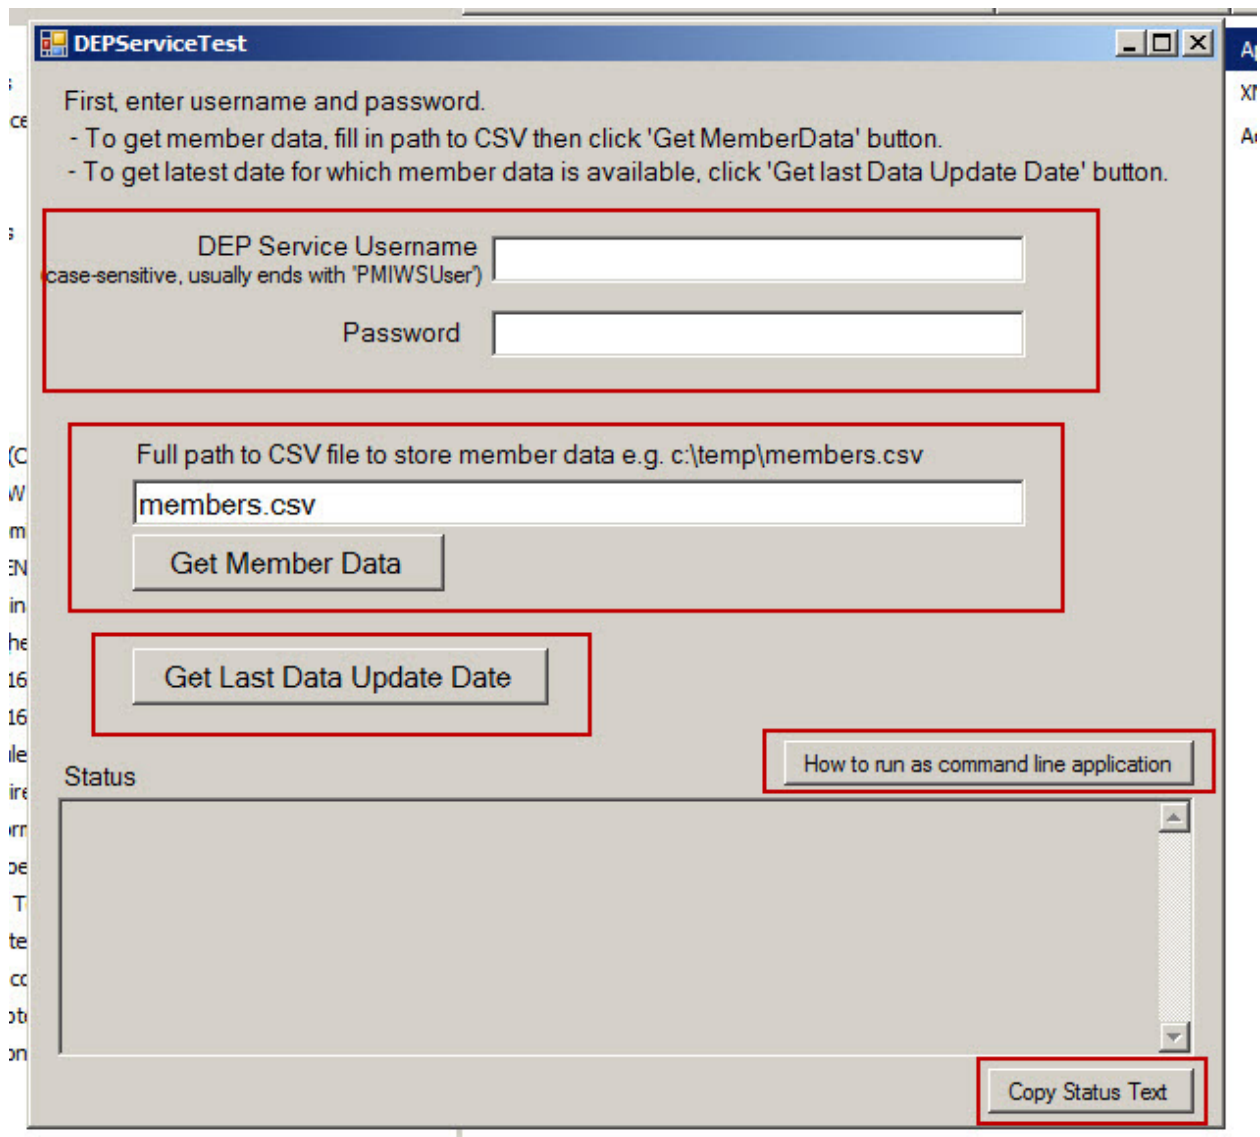 DEPServiceTest
First, enter username and password.
- To get member data, fill in path to CSV then click 'Get MemberData' button.
- To get latest date for which member data is available, click 'Get last Data Update Date' button.
DEP Service Username
(case-sensitive, usually ends with 'PMIWSUser')
Password
Full path to CSV file to store member data e.g. c:\temp\members.csv
members.csv
Get Member Data
Get Last Data Update Date
How to run as command line application
Status
Copy Status Text